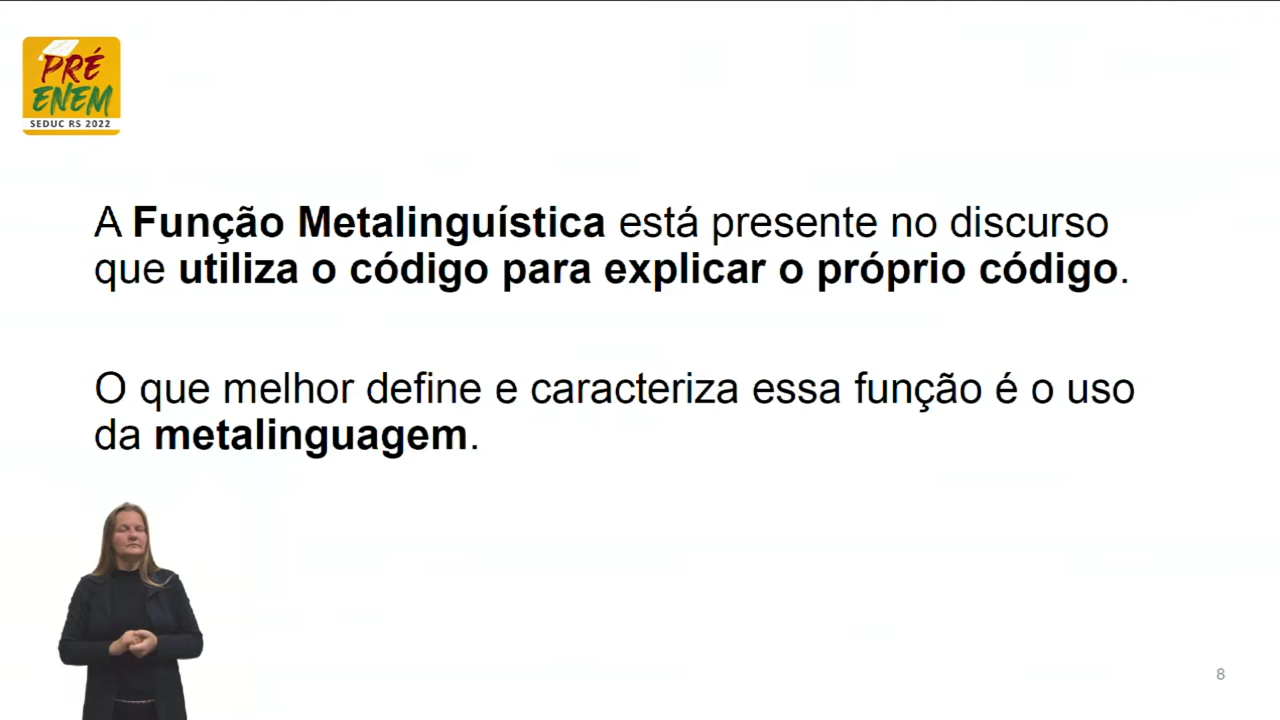 PRÉ
ENEM
SEDUC RS 2022
A Função Metalinguística está presente no discurso
que utiliza o código para explicar o próprio código.
O que melhor define e caracteriza essa função é o uso
da metalinguagem.
8